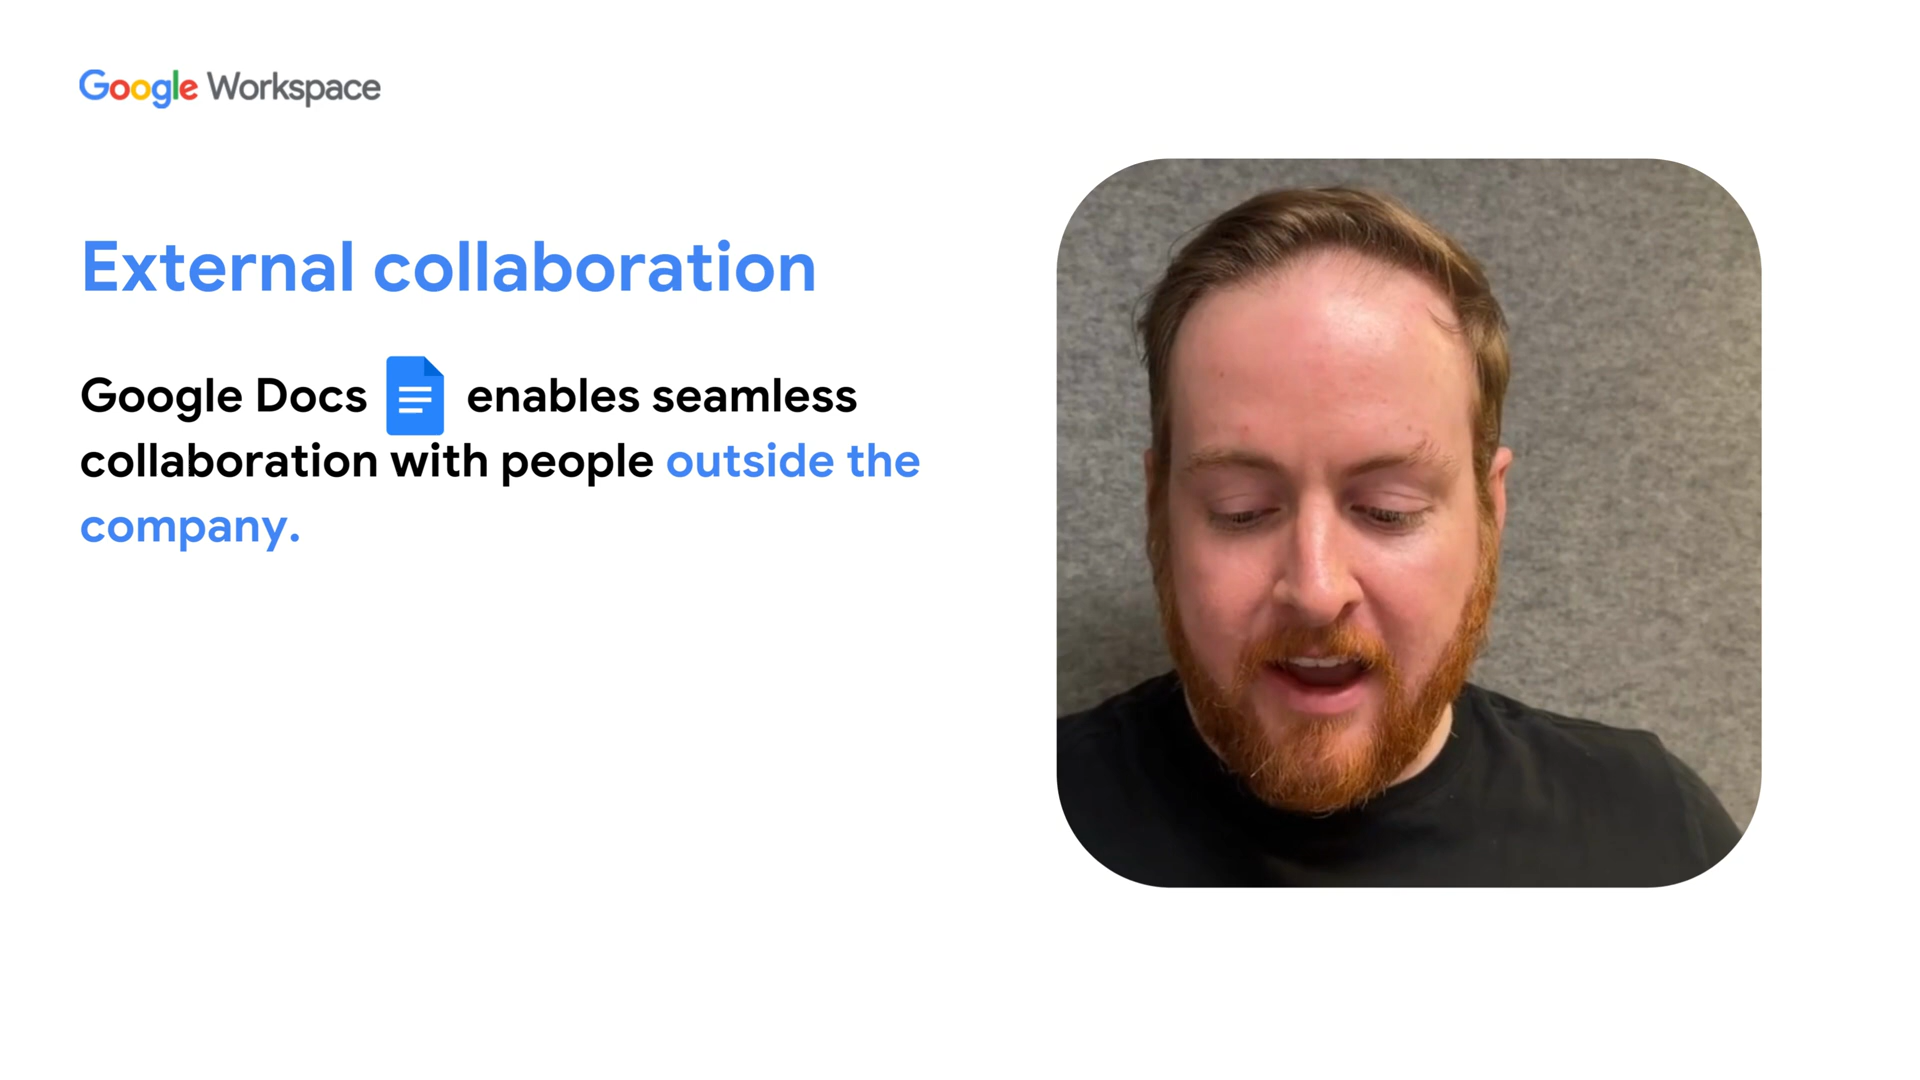 Google Workspace
External collaboration
Google Docs enables seamless
collaboration with people outside the
company.